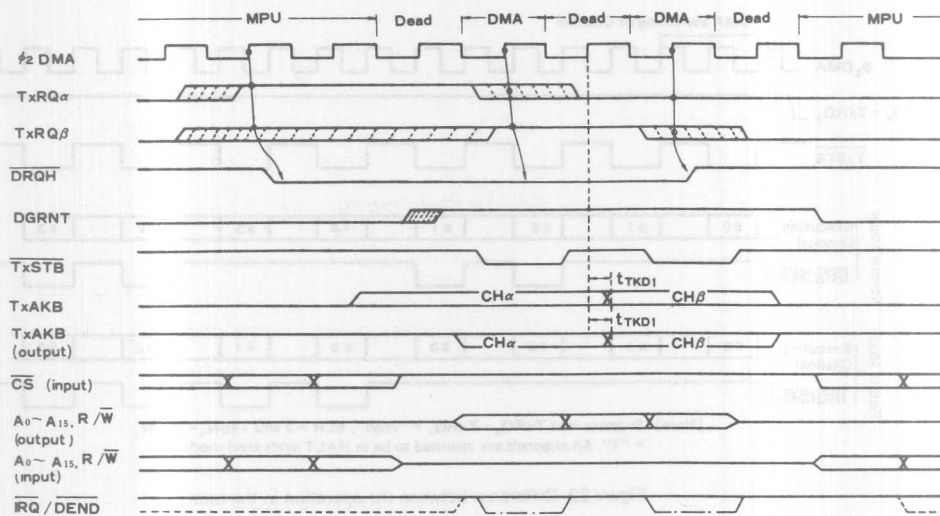 MPU Dead DMA Dead DMA Dead MPU
ϕ2 DMA
TxRQα
TxRQβ
DRQH
DGRNT
TxSTB
tTKD1
TxAKB CHα CHβ
tTKD1
TxAKB
(output) CHα CHβ
CS (input)
A0~A15, R/W
(output)
A0~A15, R/W
(input)
IRQ/DEND